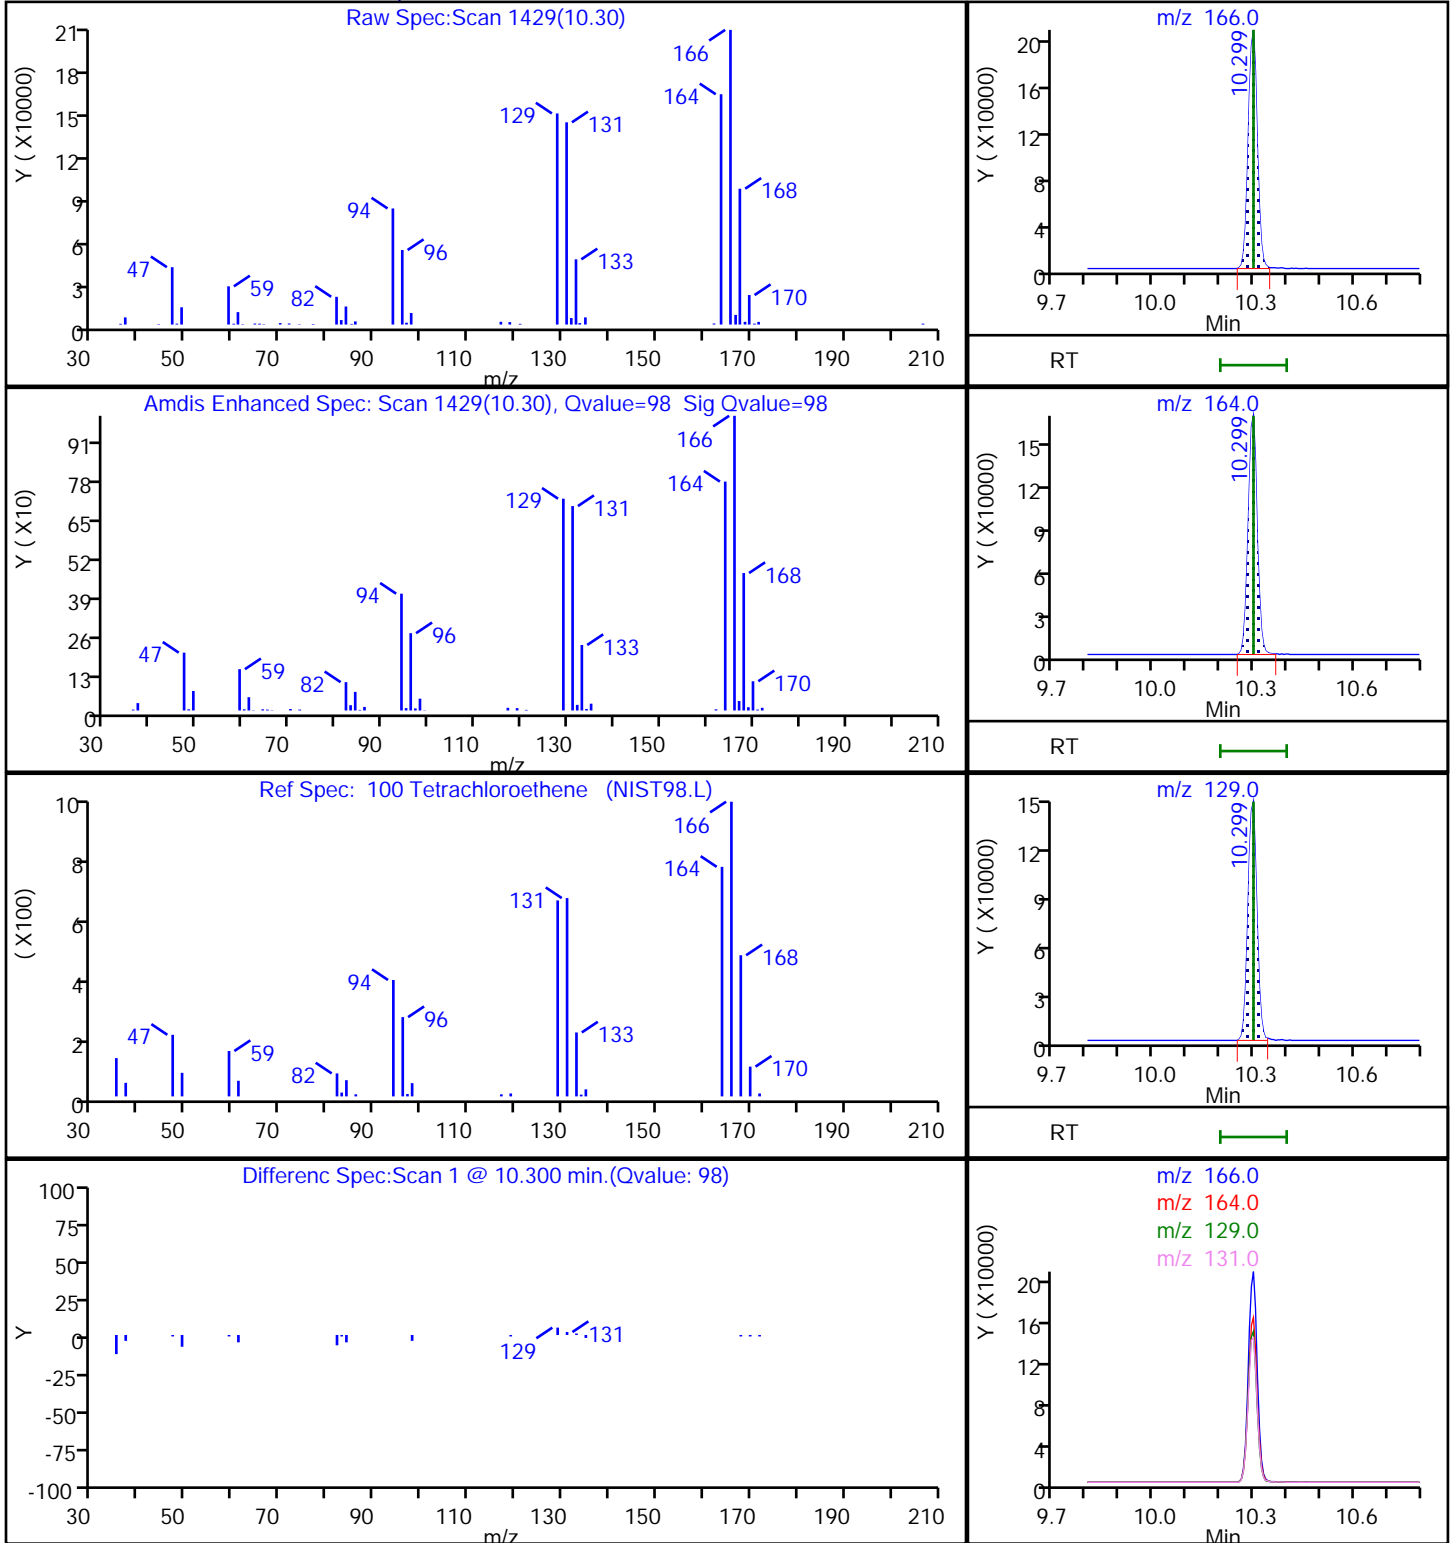 Raw Spec:Scan 1429(10.30)
Y ( X10000)
21
18
15
12
9
6
3
0
166
164
129
131
168
94
96
133
47
59
82
170
30 50 70 90 110 130 150 170 190 210
m/z
m/z 166.0
Y ( X10000)
20
16
12
8
4
0
10.299
9.7 10.0 10.3 10.6
Min
RT
Amdis Enhanced Spec: Scan 1429(10.30), Qvalue=98 Sig Qvalue=98
Y ( X10)
91
78
65
52
39
26
13
0
166
164
129
131
168
94
96
133
47
59
82
170
30 50 70 90 110 130 150 170 190 210
m/z
m/z 164.0
Y ( X10000)
15
12
9
6
3
0
10.299
9.7 10.0 10.3 10.6
Min
RT
Ref Spec: 100 Tetrachloroethene (NIST98.L)
( X100)
10
8
6
4
2
0
166
164
131
168
94
96
133
47
59
82
170
30 50 70 90 110 130 150 170 190 210
m/z 129.0
Y ( X10000)
15
12
9
6
3
0
10.299
9.7 10.0 10.3 10.6
Min
RT
Differenc Spec:Scan 1 @ 10.300 min.(Qvalue: 98)
Y
100
75
50
25
0
-25
-50
-75
-100
129
131
30 50 70 90 110 130 150 170 190 210
m/z
m/z 166.0
m/z 164.0
m/z 129.0
m/z 131.0
Y ( X10000)
20
16
12
8
4
0
9.7 10.0 10.3 10.6
Min